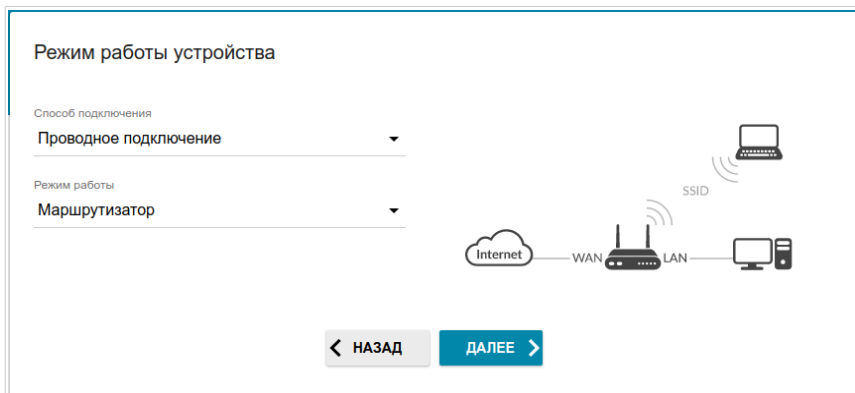 Режим работы устройства
Способ подключения
Проводное подключение
Режим работы
Маршрутизатор
SSID
Internet
WAN
LAN
НАЗАД
ДАЛЕЕ